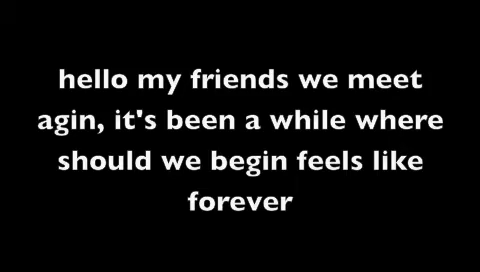 hello my friends we meet
agin, it's been a while where
should we begin feels like
forever